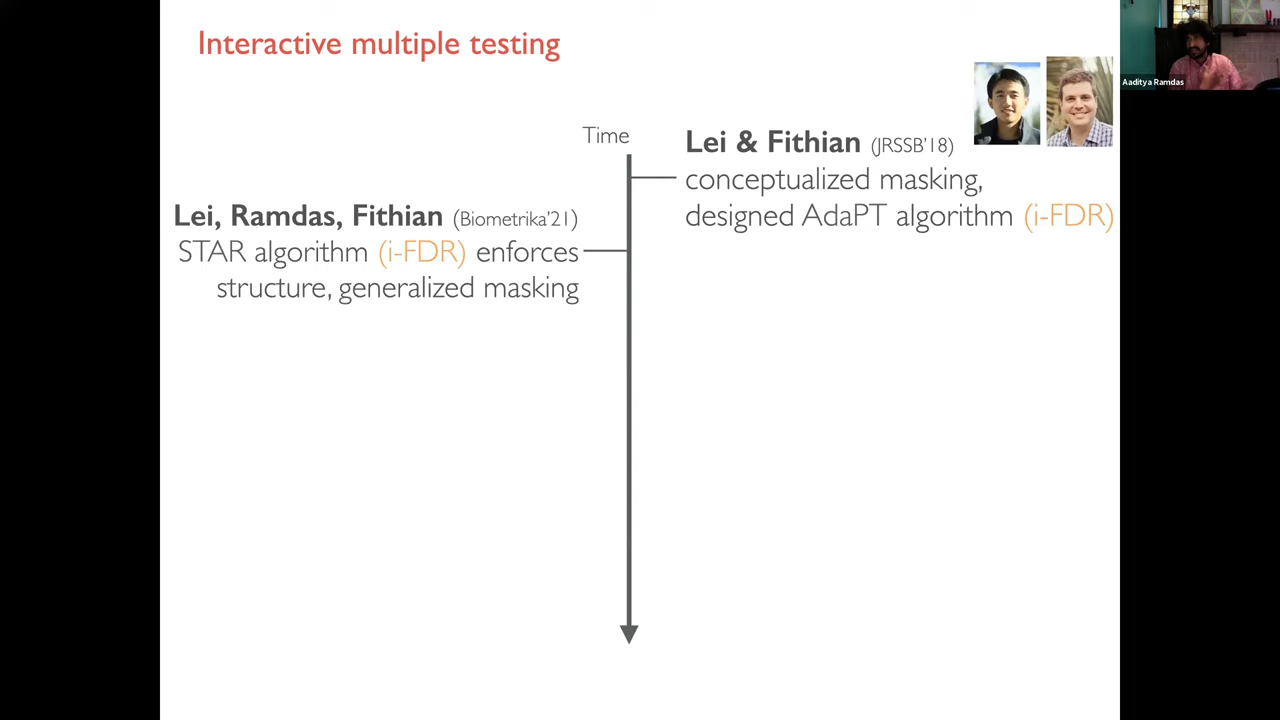 Interactive multiple testing
Aaditya Ramdas
Time
Lei & Fithian (JRSSB’18)
conceptualized masking,
designed AdaPT algorithm (i-FDR)
Lei, Ramdas, Fithian (Biometrika’21)
STAR algorithm (i-FDR) enforces
structure, generalized masking